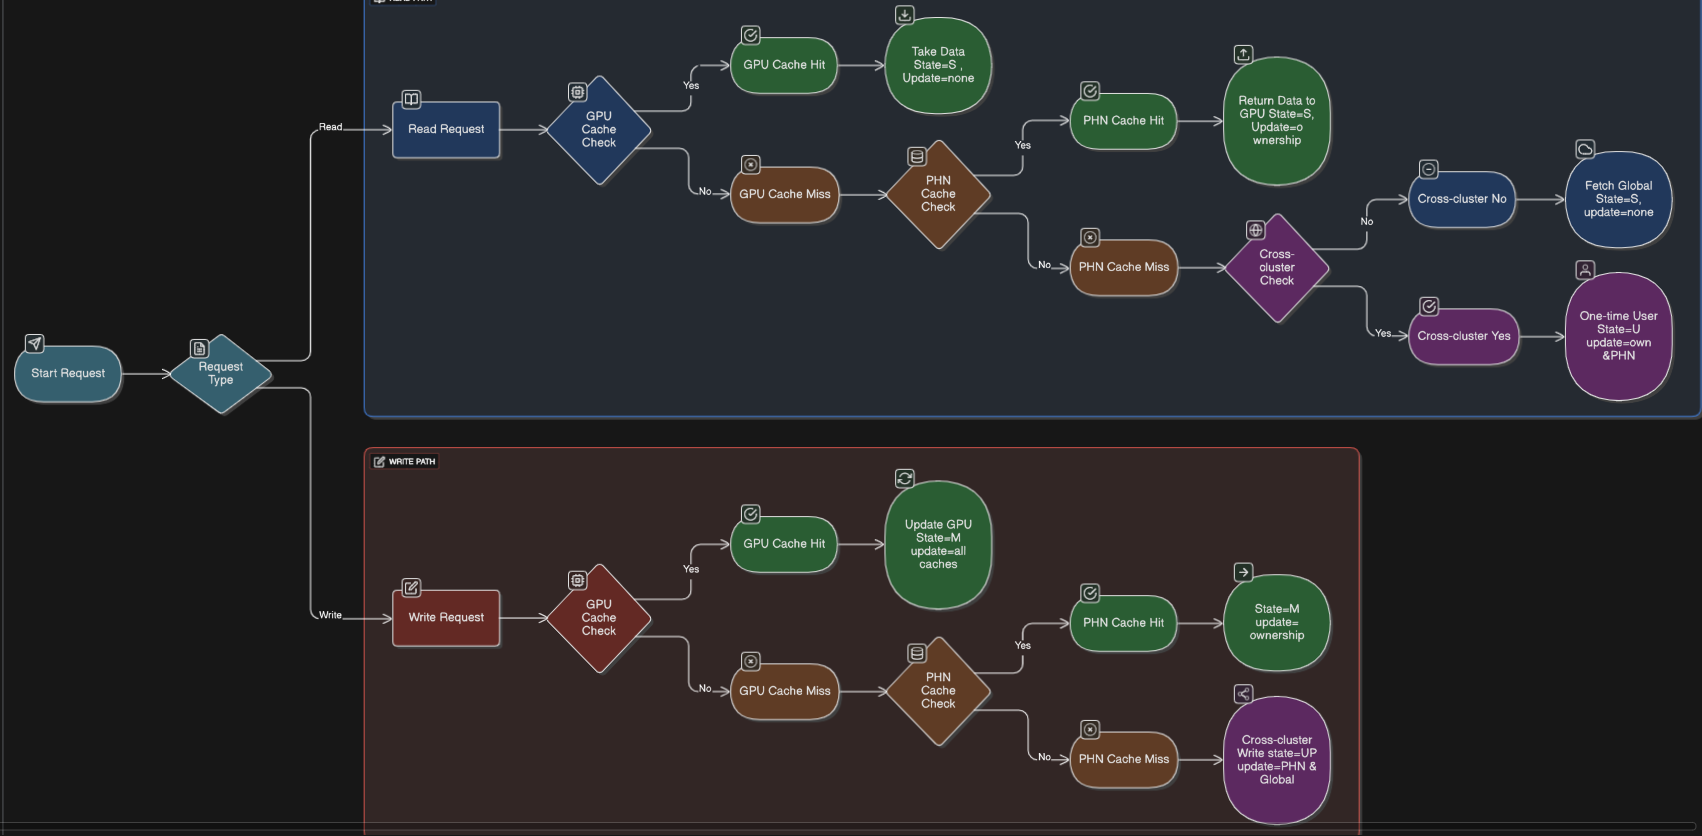 READ PATH
GPU Cache Hit
Take Data
State=S ,
Update=none
Yes
Read
Read Request
GPU
Cache
Check
No
GPU Cache Miss
PHN
Cache
Check
Yes
PHN Cache Hit
Return Data to
GPU State=S,
Update=o
wnership
No
PHN Cache Miss
Cross-
cluster
Check
No
Cross-cluster No
Fetch Global
State=S,
update=none
Yes
Cross-cluster Yes
One-time User
State=U
update=own
&PHN
Start Request
Request
Type
WRITE PATH
GPU Cache Hit
Update GPU
State=M
update=all
caches
Yes
Write
Write Request
GPU
Cache
Check
No
GPU Cache Miss
PHN
Cache
Check
Yes
PHN Cache Hit
State=M
update=
ownership
No
PHN Cache Miss
Cross-cluster
Write state=UP
update=PHN &
Global